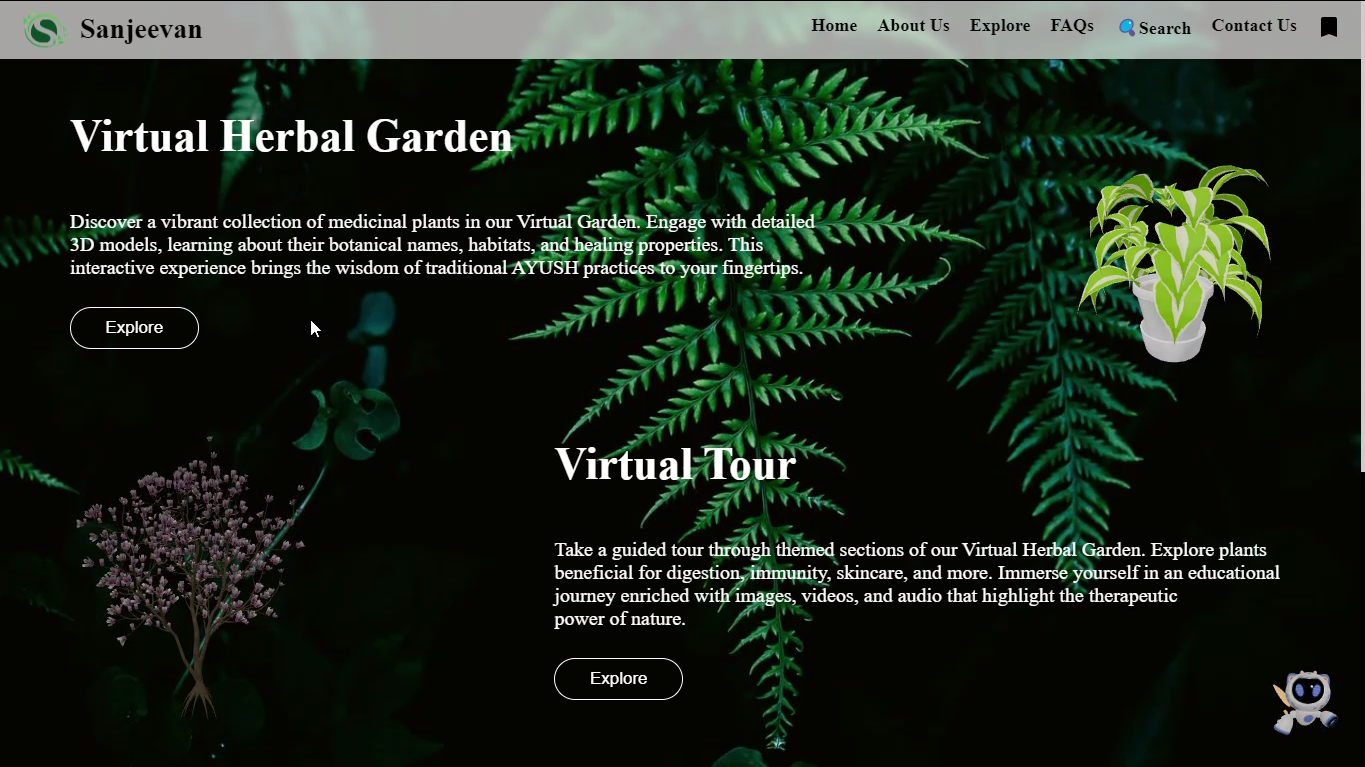 Sanjeevan
Home About Us Explore FAQs Search Contact Us
Virtual Herbal Garden
Discover a vibrant collection of medicinal plants in our Virtual Garden. Engage with detailed
3D models, learning about their botanical names, habitats, and healing properties. This
interactive experience brings the wisdom of traditional AYUSH practices to your fingertips.
Explore
Virtual Tour
Take a guided tour through themed sections of our Virtual Herbal Garden. Explore plants
beneficial for digestion, immunity, skincare, and more. Immerse yourself in an educational
journey enriched with images, videos, and audio that highlight the therapeutic
power of nature.
Explore